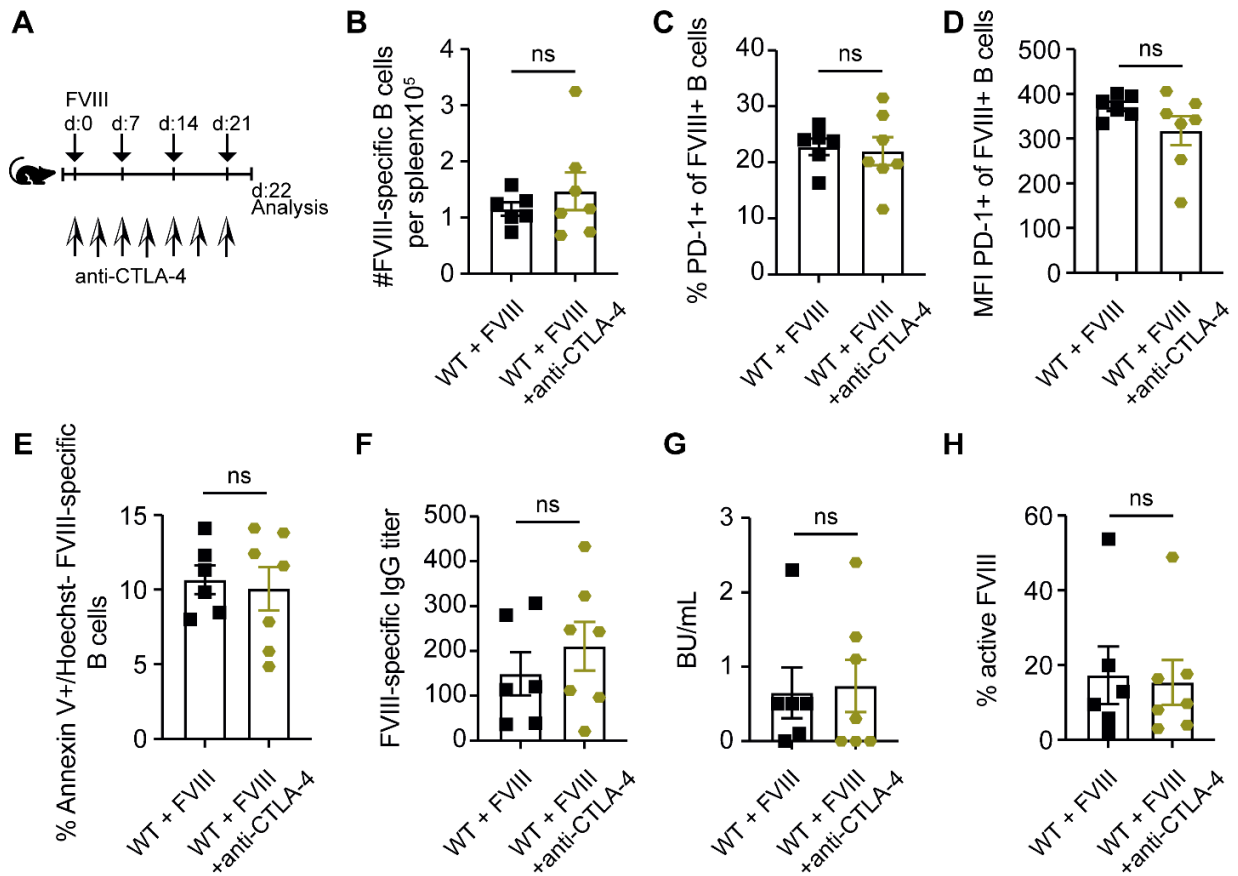 A
FVIII
d:0 d:7 d:14 d:21
d:22
Analysis
anti-CTLA-4
B
#FVIII-specific B cells
per spleenx10⁵
4
3
2
1
0
ns
WT + FVIII
WT + FVIII
+anti-CTLA-4
C
% PD-1+ of FVIII+ B cells
40
30
20
10
0
ns
WT + FVIII
WT + FVIII
+anti-CTLA-4
D
MFI PD-1+ of FVIII+ B cells
500
400
300
200
100
0
ns
WT + FVIII
WT + FVIII
+anti-CTLA-4
E
% Annexin V+/Hoechst- FVIII-specific
B cells
15
10
5
0
ns
WT + FVIII
WT + FVIII
+anti-CTLA-4
F
FVIII-specific IgG titer
500
400
300
200
100
0
ns
WT + FVIII
WT + FVIII
+anti-CTLA-4
G
BU/mL
3
2
1
0
ns
WT + FVIII
WT + FVIII
+anti-CTLA-4
H
% active FVIII
60
40
20
0
ns
WT + FVIII
WT + FVIII
+anti-CTLA-4